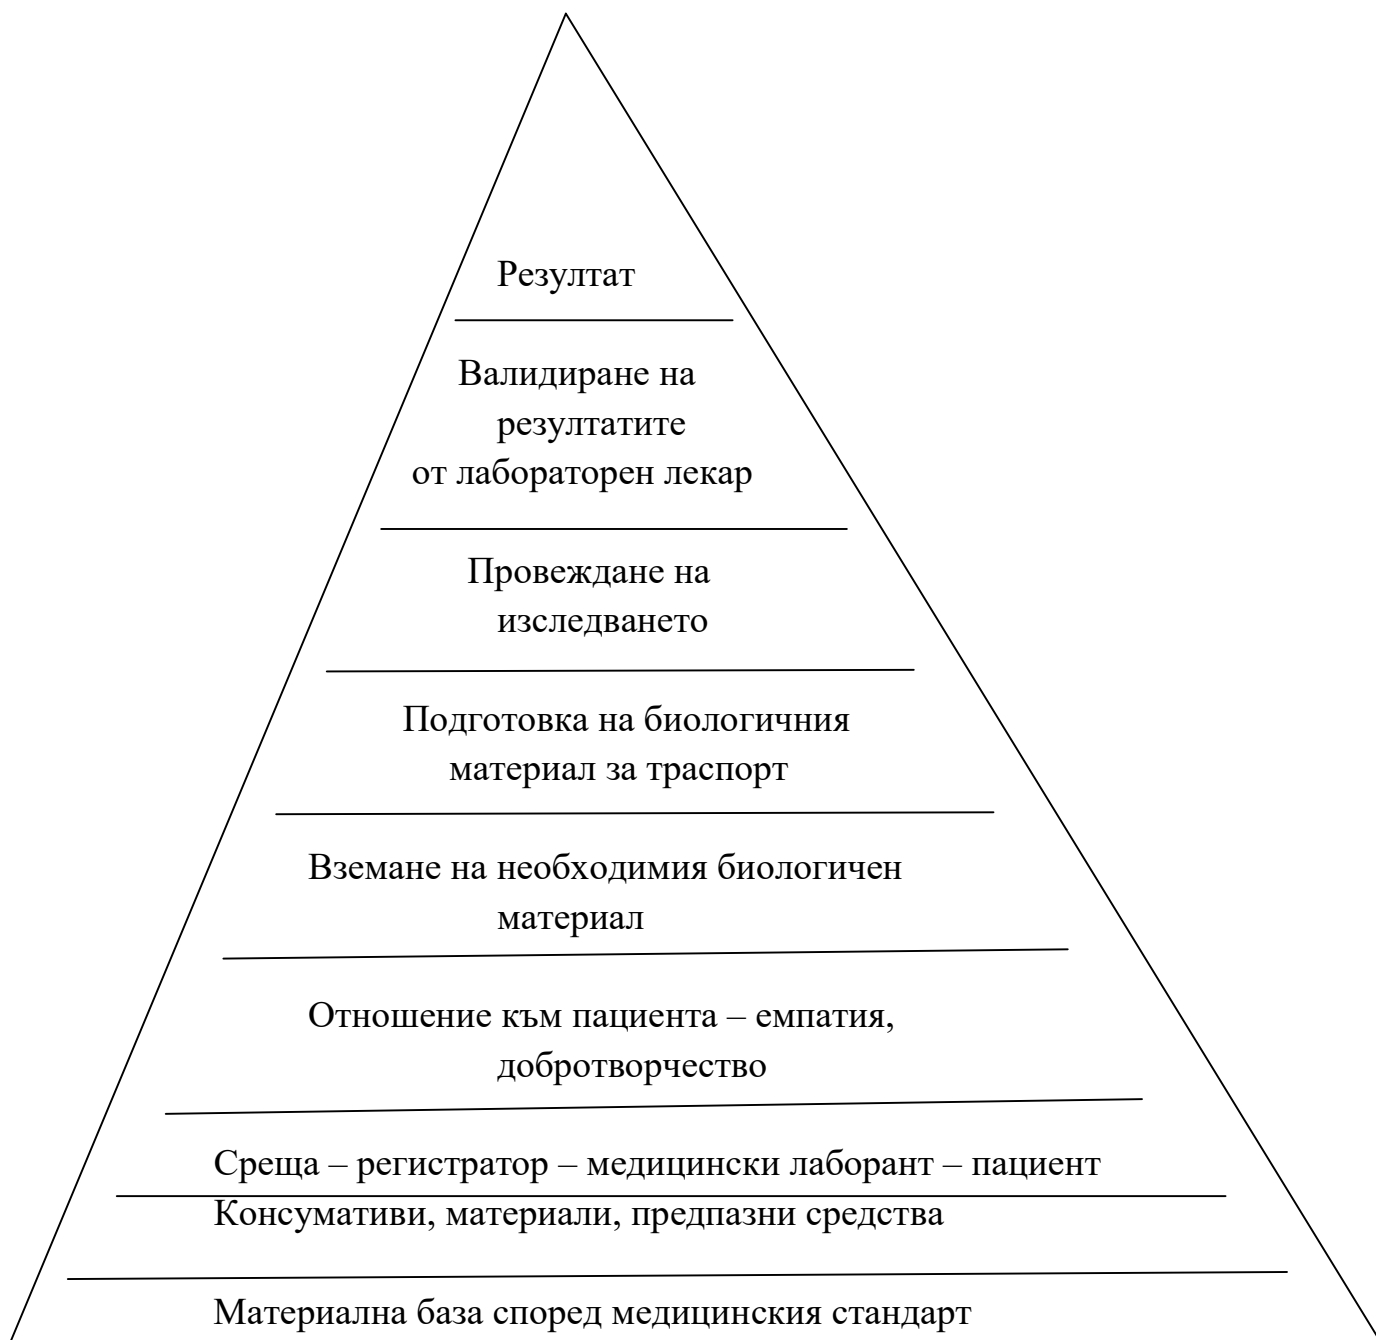 Резултат
Валидиране на
резултатите
от лабораторен лекар
Провеждане на
изследването
Подготовка на биологичния
материал за траспорт
Вземане на необходимия биологичен
материал
Отношение към пациента – емпатия,
добротворчество
Среща – регистратор – медицински лаборант – пациент
Консумативи, материали, предпазни средства
Материална база според медицинския стандарт